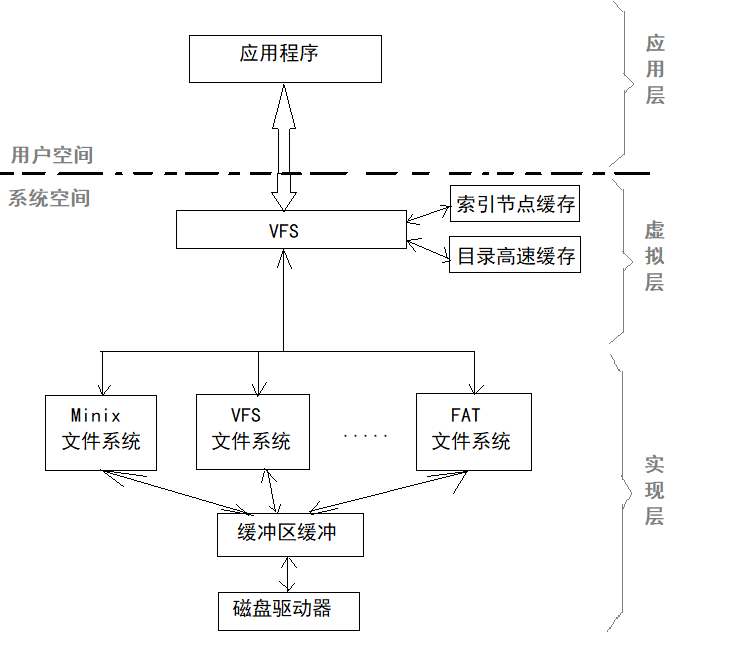 应用程序
应用层
用户空间
系统空间
VFS
索引节点缓存
目录高速缓存
虚拟层
Minix
文件系统
VFS
文件系统
.....
FAT
文件系统
实现层
缓冲区缓冲
磁盘驱动器